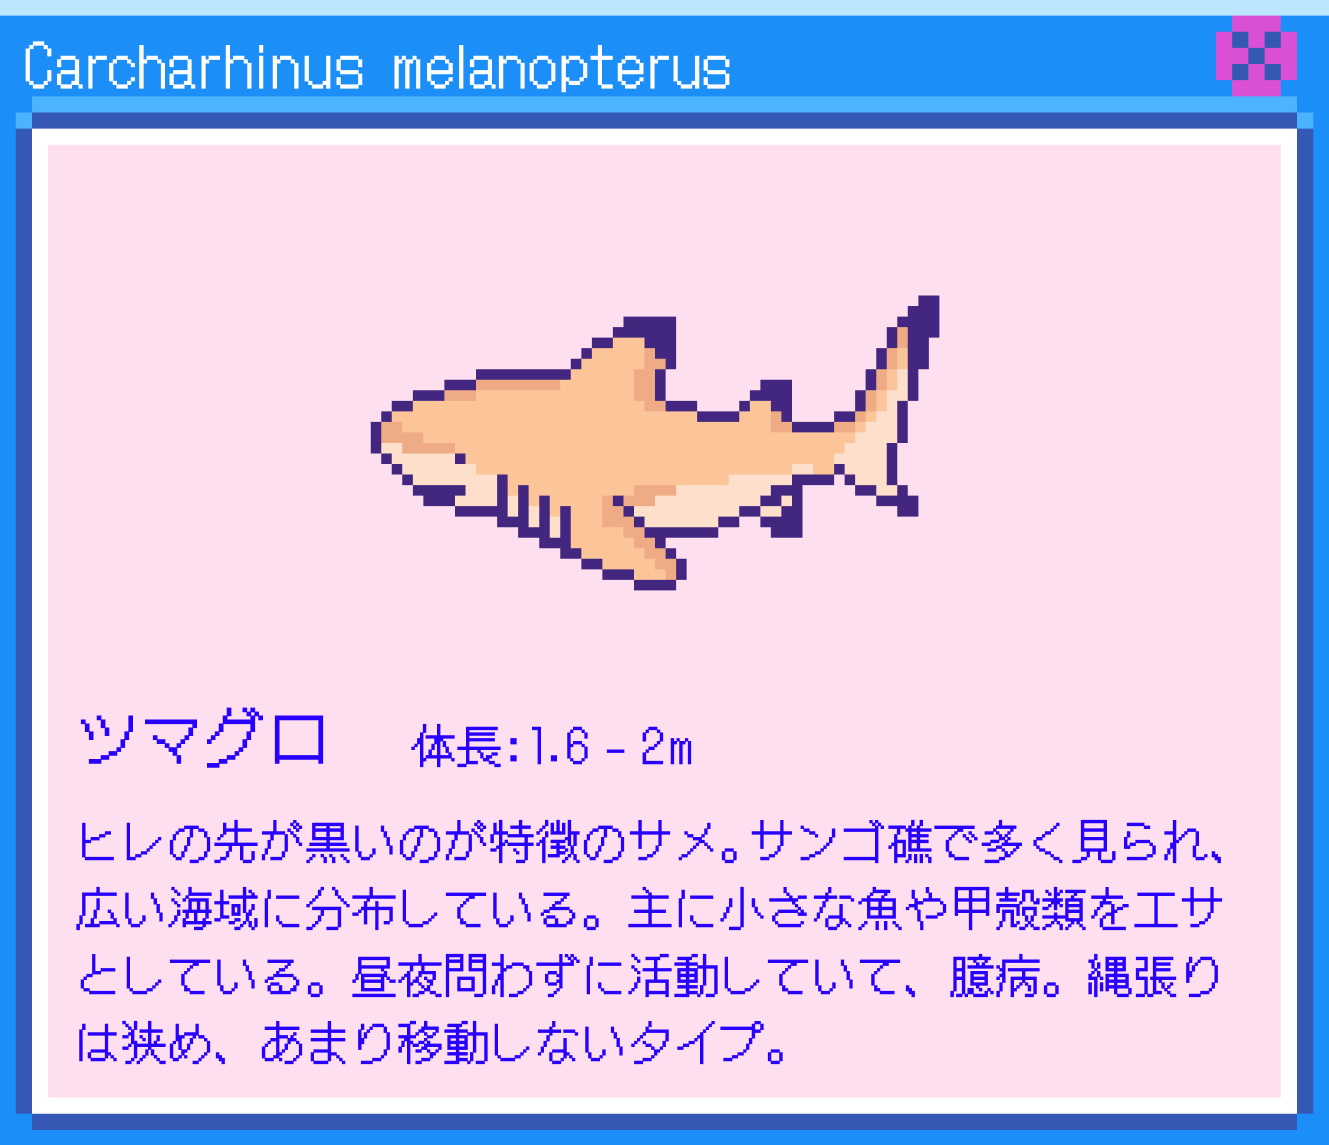 Carcharhinus melanopterus
ツマグロ 体長:1.6 - 2m
ヒレの先が黒いのが特徴のサメ。サンゴ礁で多く見られ、
広い海域に分布している。主に小さな魚や甲殻類をエサ
としている。昼夜問わずに活動していて、臆病。縄張り
は狭め、あまり移動しないタイプ。